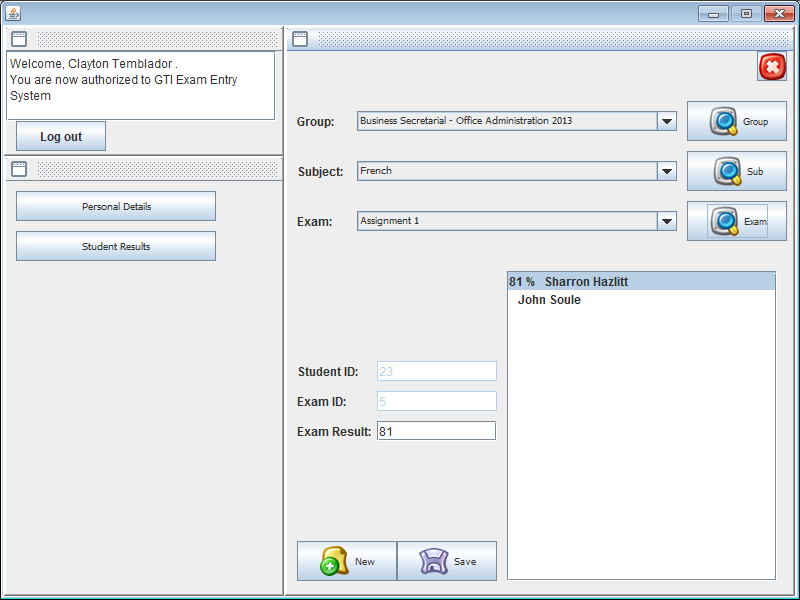 Welcome, Clayton Temblador .
You are now authorized to GTI Exam Entry
System
Log out
Personal Details
Student Results
Group: Business Secretarial - Office Administration 2013 Group
Subject: French Sub
Exam: Assignment 1 Exam
81 % Sharron Hazlitt
John Soule
Student ID: 23
Exam ID: 5
Exam Result: 81
New Save